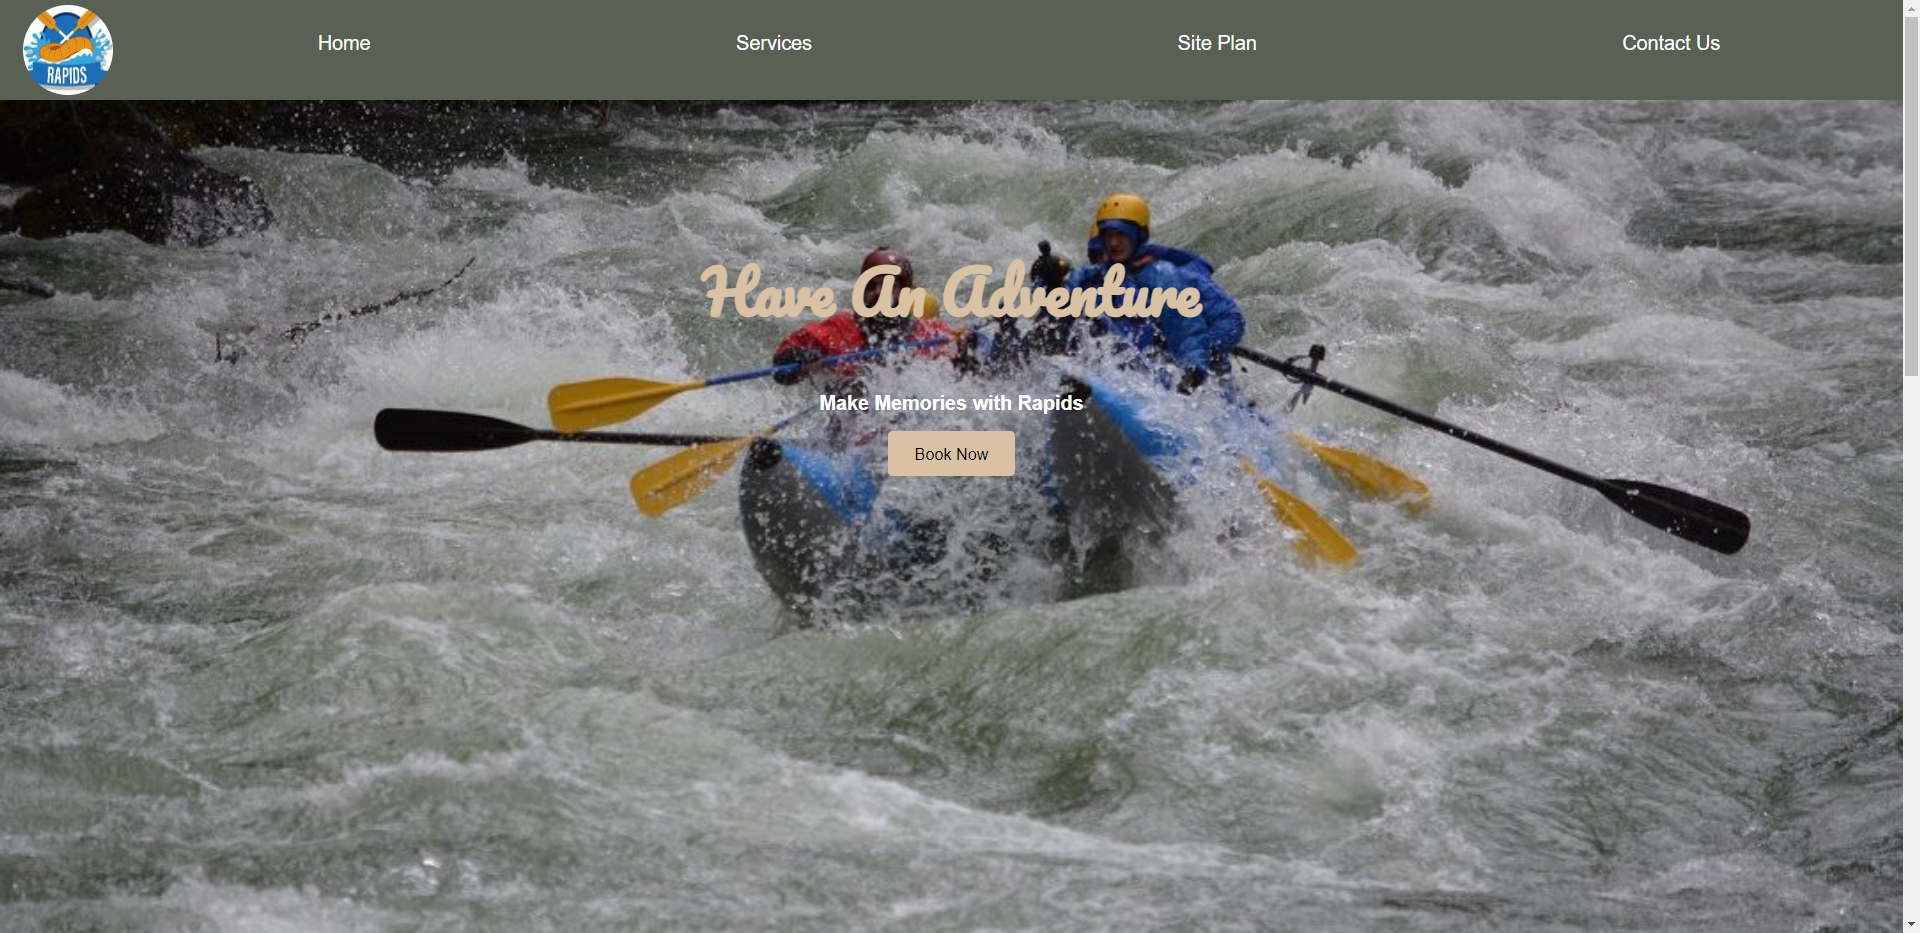 RAPIDS
Home
Services
Site Plan
Contact Us
Have An Adventure
Make Memories with Rapids
Book Now